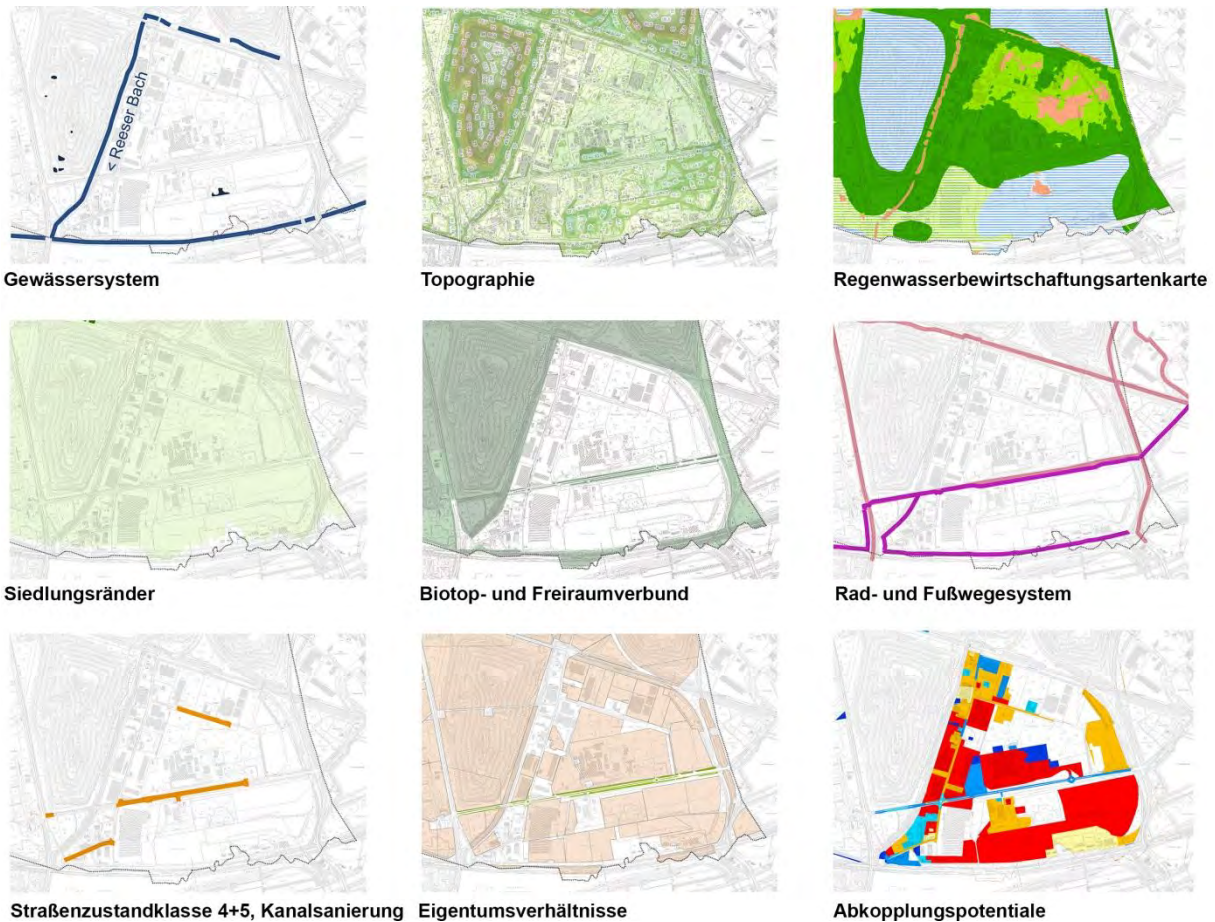 < Reeser Bach
Gewässersystem
Topographie
Regenwasserbewirtschaftungsartenkarte
Siedlungsränder
Biotop- und Freiraumverbund
Rad- und Fußwegesystem
Straßenzustandklasse 4+5, Kanalsanierung
Eigentumsverhältnisse
Abkopplungspotentiale